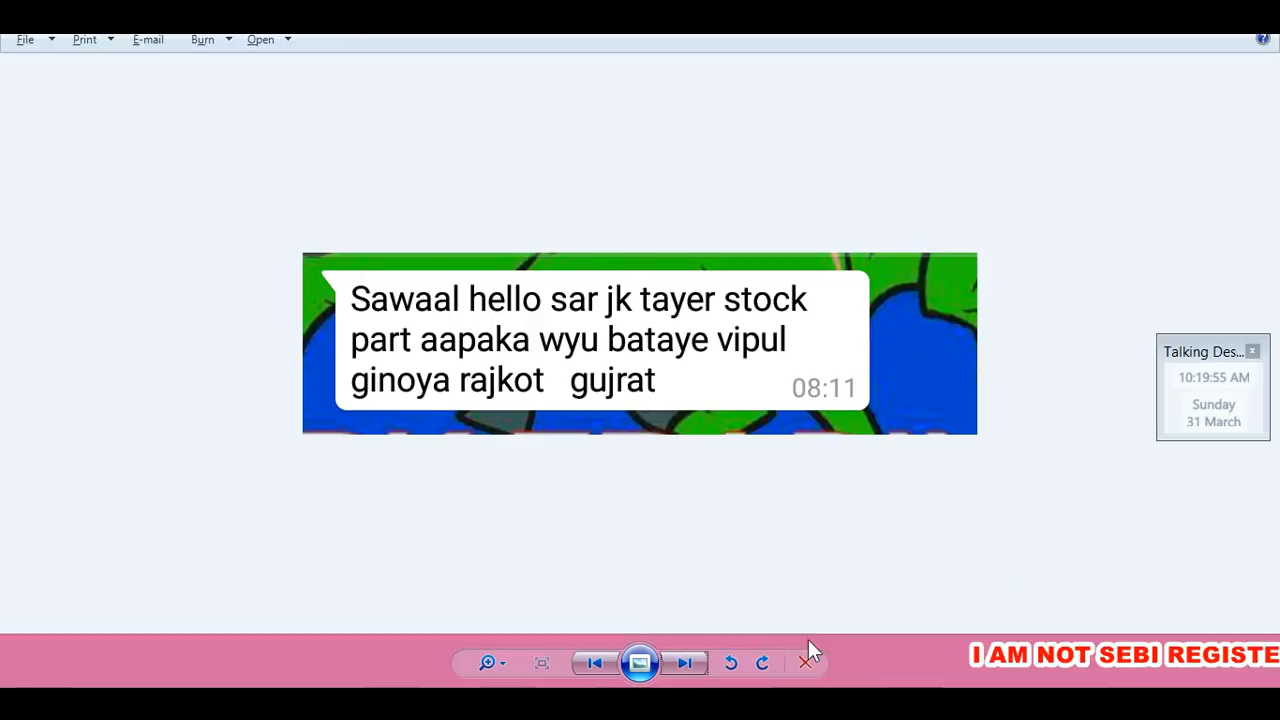 File Print E-mail Burn Open
Sawaal hello sar jk tayer stock
part aapaka wyu bataye vipul
ginoya rajkot gujrat
08:11
Talking Des... x
10:19:55 AM
Sunday
31 March
I AM NOT SEBI REGISTE